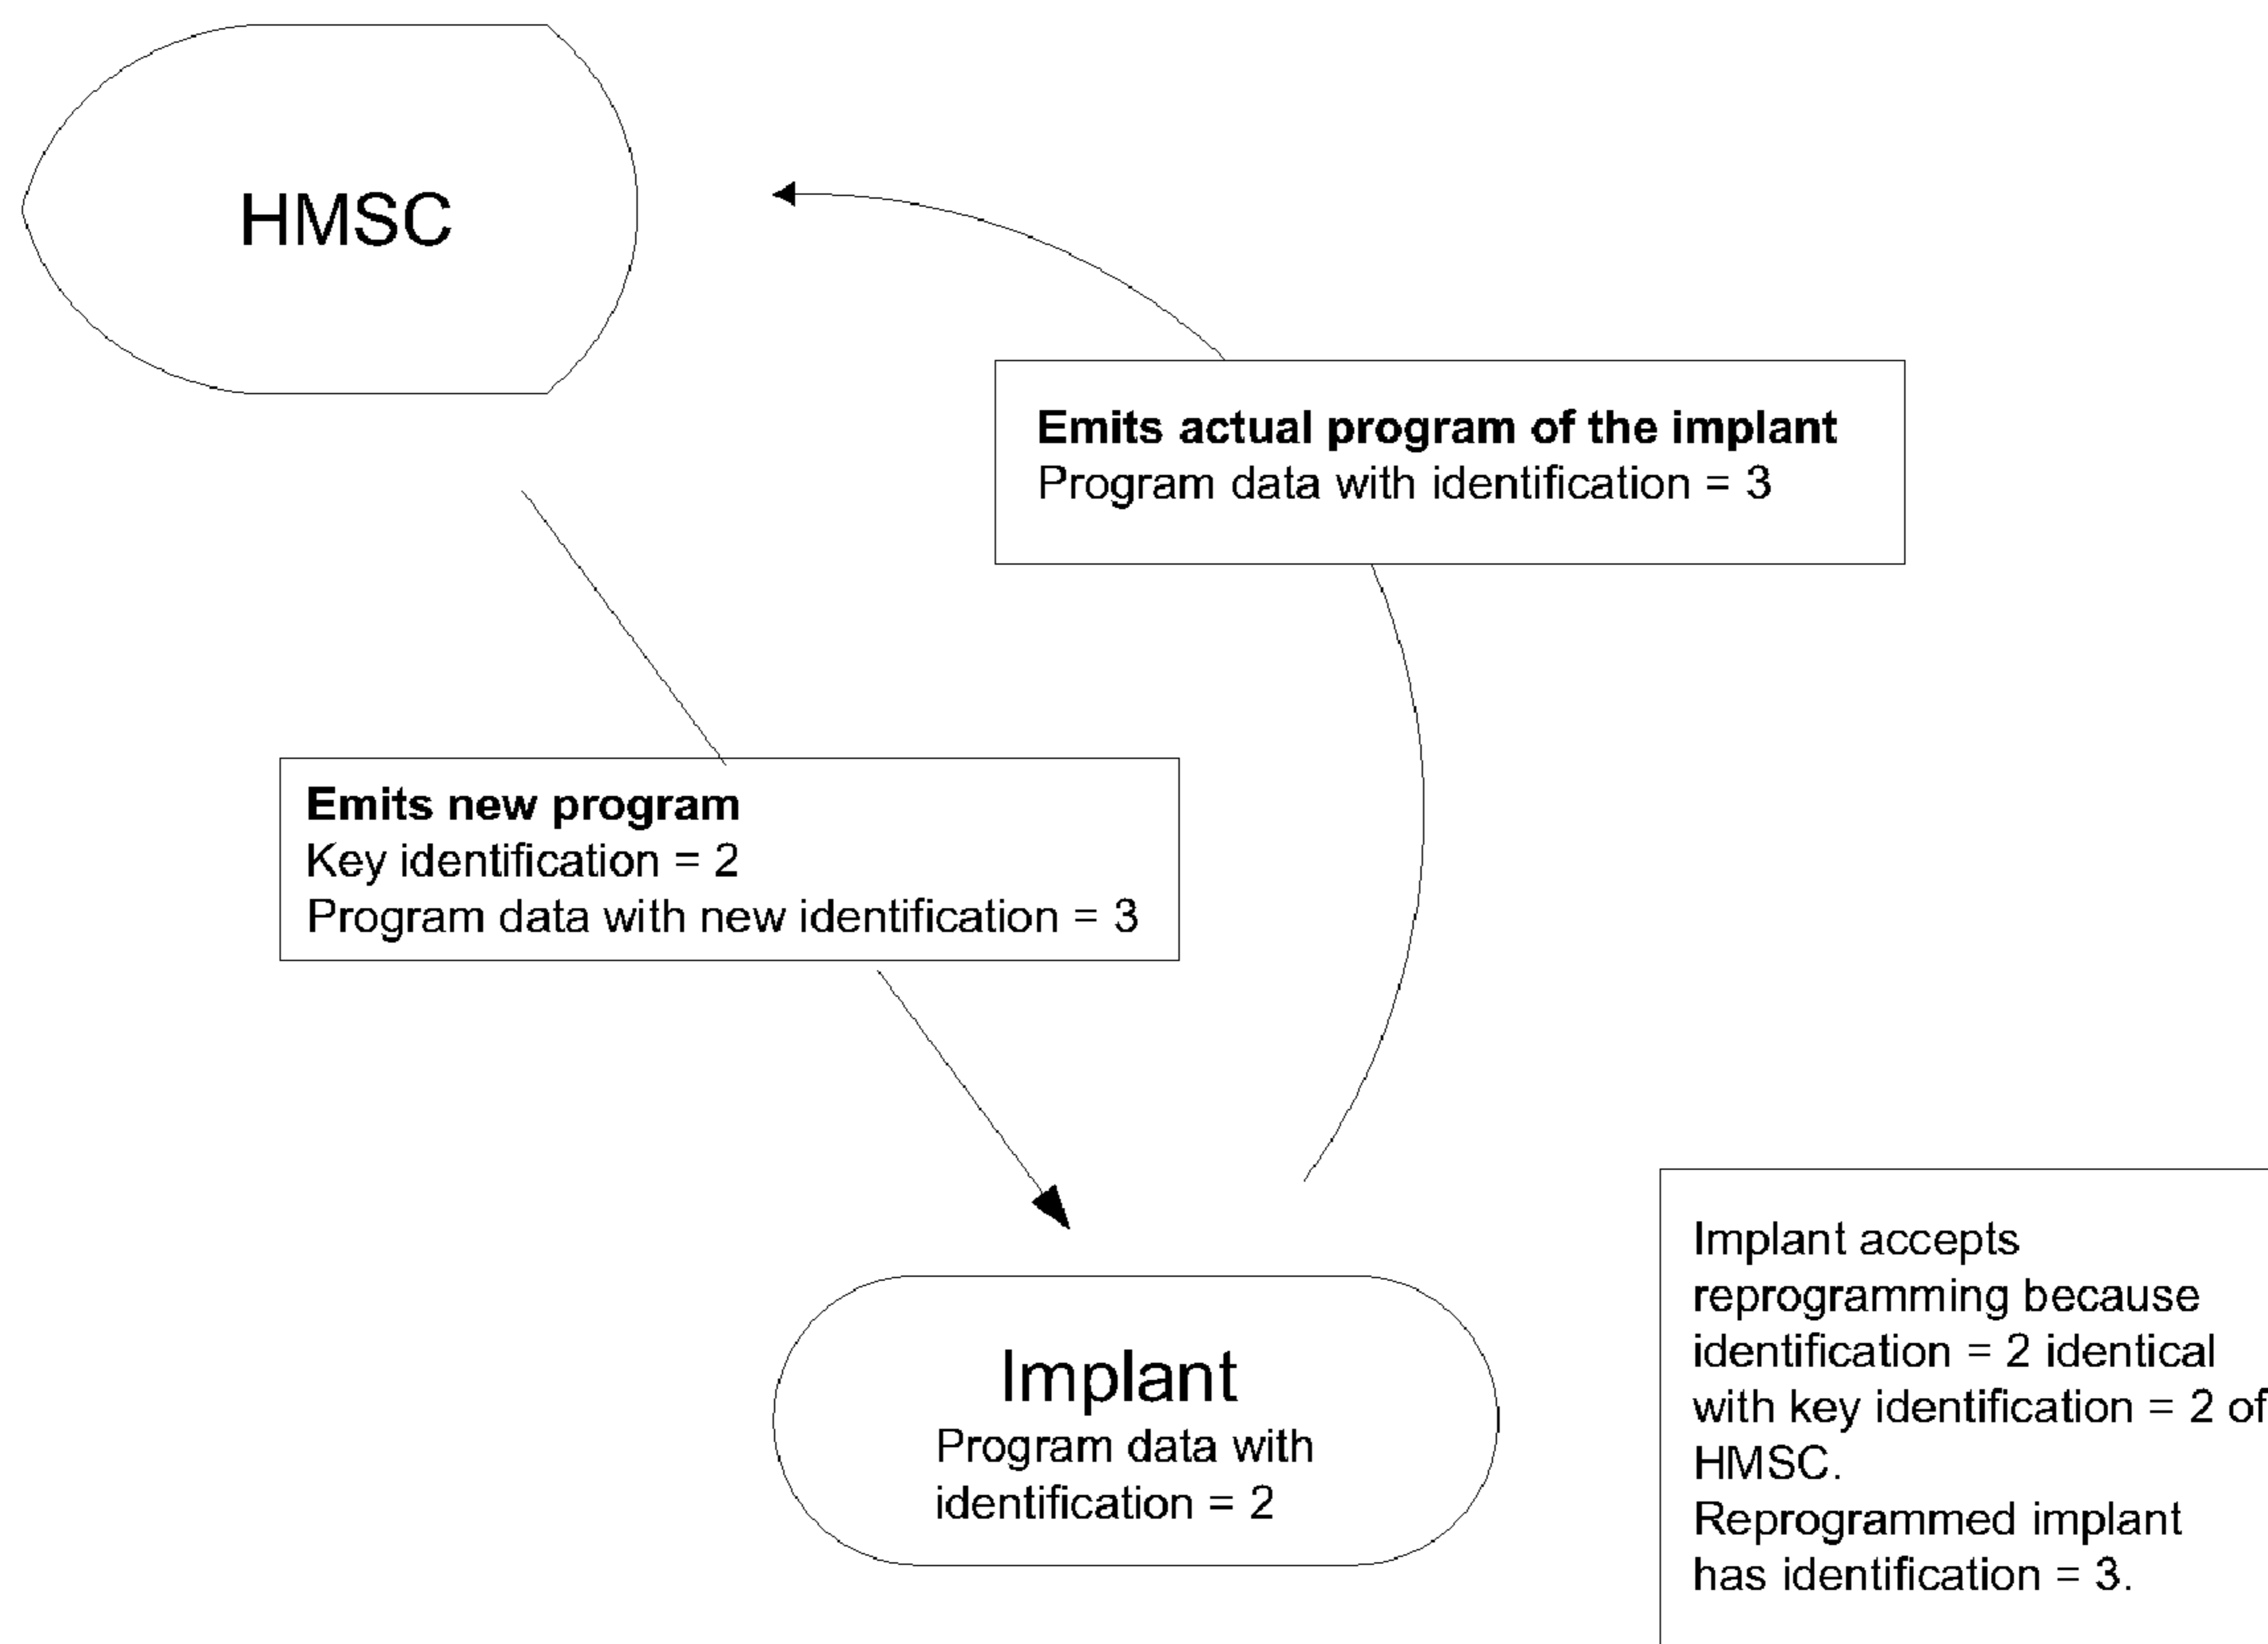 HMSC
Emits actual program of the implant
Program data with identification = 3
Emits new program
Key identification = 2
Program data with new identification = 3
Implant
Program data with
identification = 2
Implant accepts
reprogramming because
identification = 2 identical
with key identification = 2 of
HMSC.
Reprogrammed implant
has identification = 3.